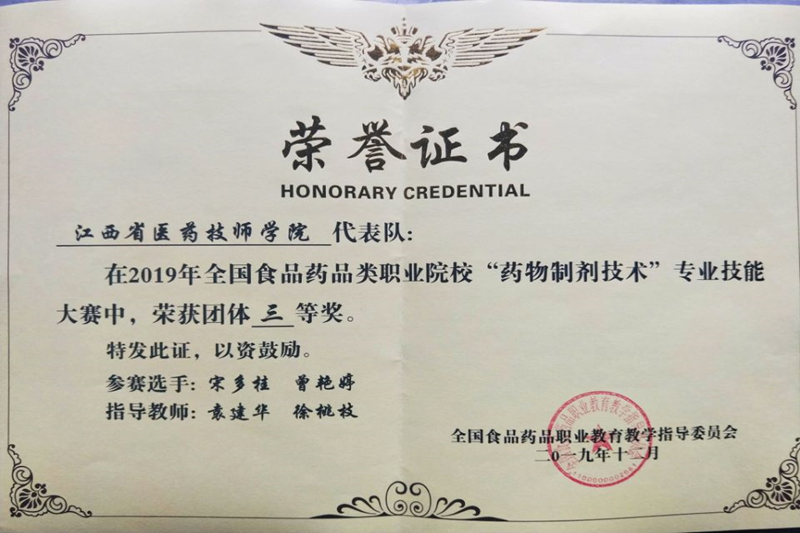 荣誉证书
HONORARY CREDENTIAL
江西省医药技师学院 代表队：
在2019年全国食品药品类职业院校“药物制剂技术”专业技能
大赛中，荣获团体 三 等奖。
特发此证，以资鼓励。
参赛选手：宋多桂 曾艳婷
指导教师：袁建华 徐桃枝
全国食品药品职业教育教学指导委员会
二〇一九年十二月